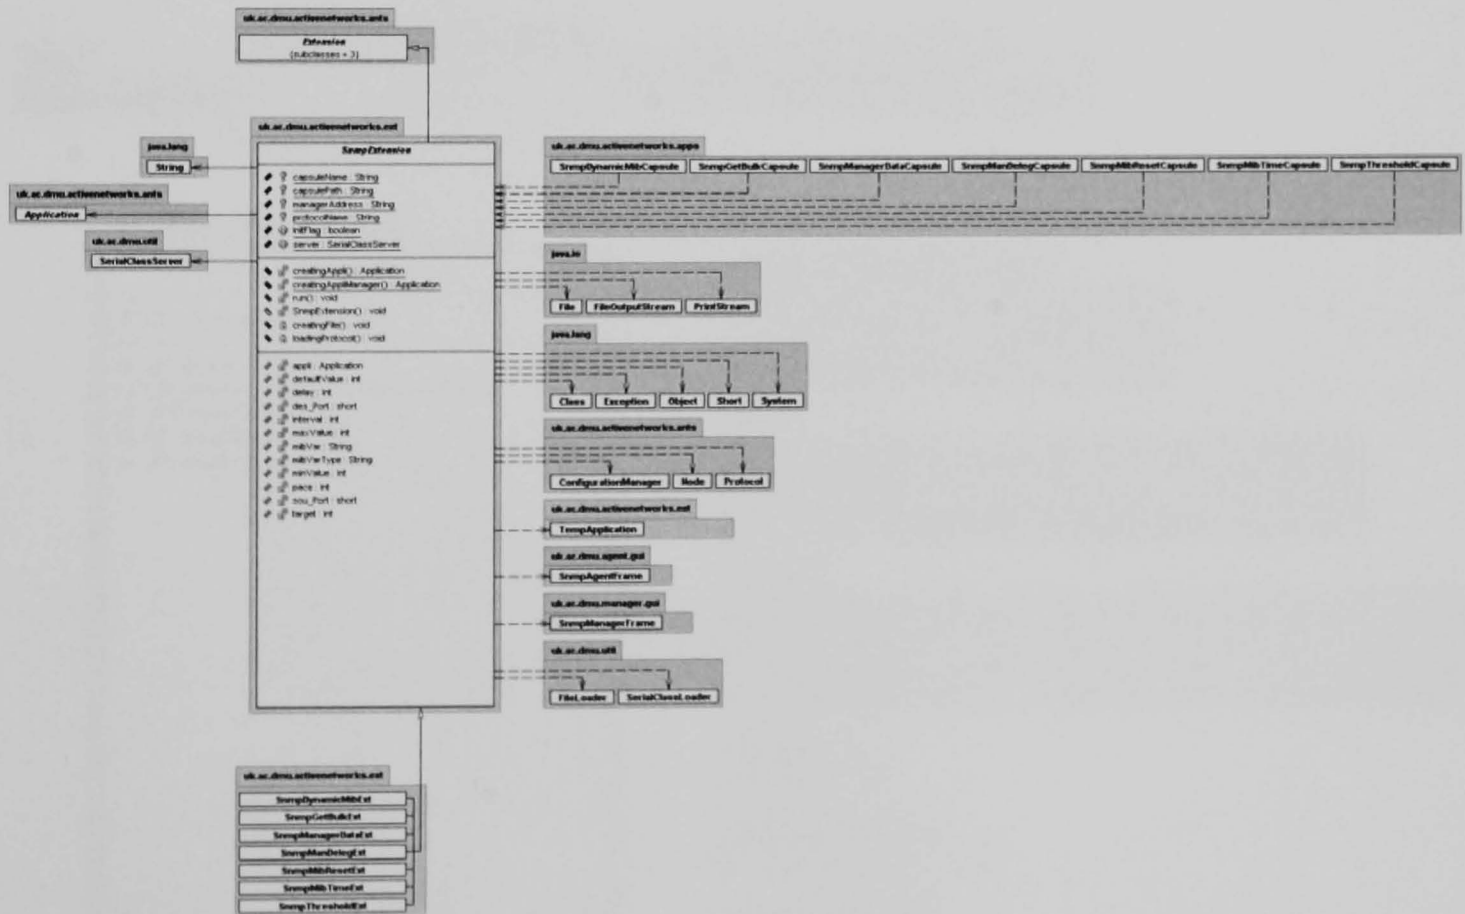 uk.ac.dmu.activenetworks.ants
Extension
{subclasses + 3}
uk.ac.dmu.activenetworks.ext
SnmpExtension
capsuleName : String
capsulePath : String
managerAddress : String
protocolName : String
initFlag : boolean
server : SerialClassServer
creatingAppli() : Application
creatingAppliManager() : Application
run() : void
SnmpExtension() : void
creatingFile() : void
loadingProtocol() : void
appli : Application
defaultValue : int
delay : int
des_Port : short
interval : int
maxValue : int
mibVar : String
mibVarType : String
minValue : int
pace : int
sou_Port : short
target : int
java.lang
String
uk.ac.dmu.activenetworks.ants
Application
uk.ac.dmu.util
SerialClassServer
uk.ac.dmu.activenetworks.apps
SnmpDynamicMibCapsule SnmpGetBulkCapsule SnmpManagerDataCapsule SnmpManDelegCapsule SnmpMibResetCapsule SnmpMibTimeCapsule SnmpThresholdCapsule
java.io
File FileOutputStream PrintStream
java.lang
Class Exception Object Short System
uk.ac.dmu.activenetworks.ants
ConfigurationManager Node Protocol
uk.ac.dmu.activenetworks.ext
TempApplication
uk.ac.dmu.agent.gui
SnmpAgentFrame
uk.ac.dmu.manager.gui
SnmpManagerFrame
uk.ac.dmu.util
FileLoader SerialClassLoader
uk.ac.dmu.activenetworks.ext
SnmpDynamicMibExt
SnmpGetBulkExt
SnmpManagerDataExt
SnmpManDelegExt
SnmpMibResetExt
SnmpMibTimeExt
SnmpThresholdExt